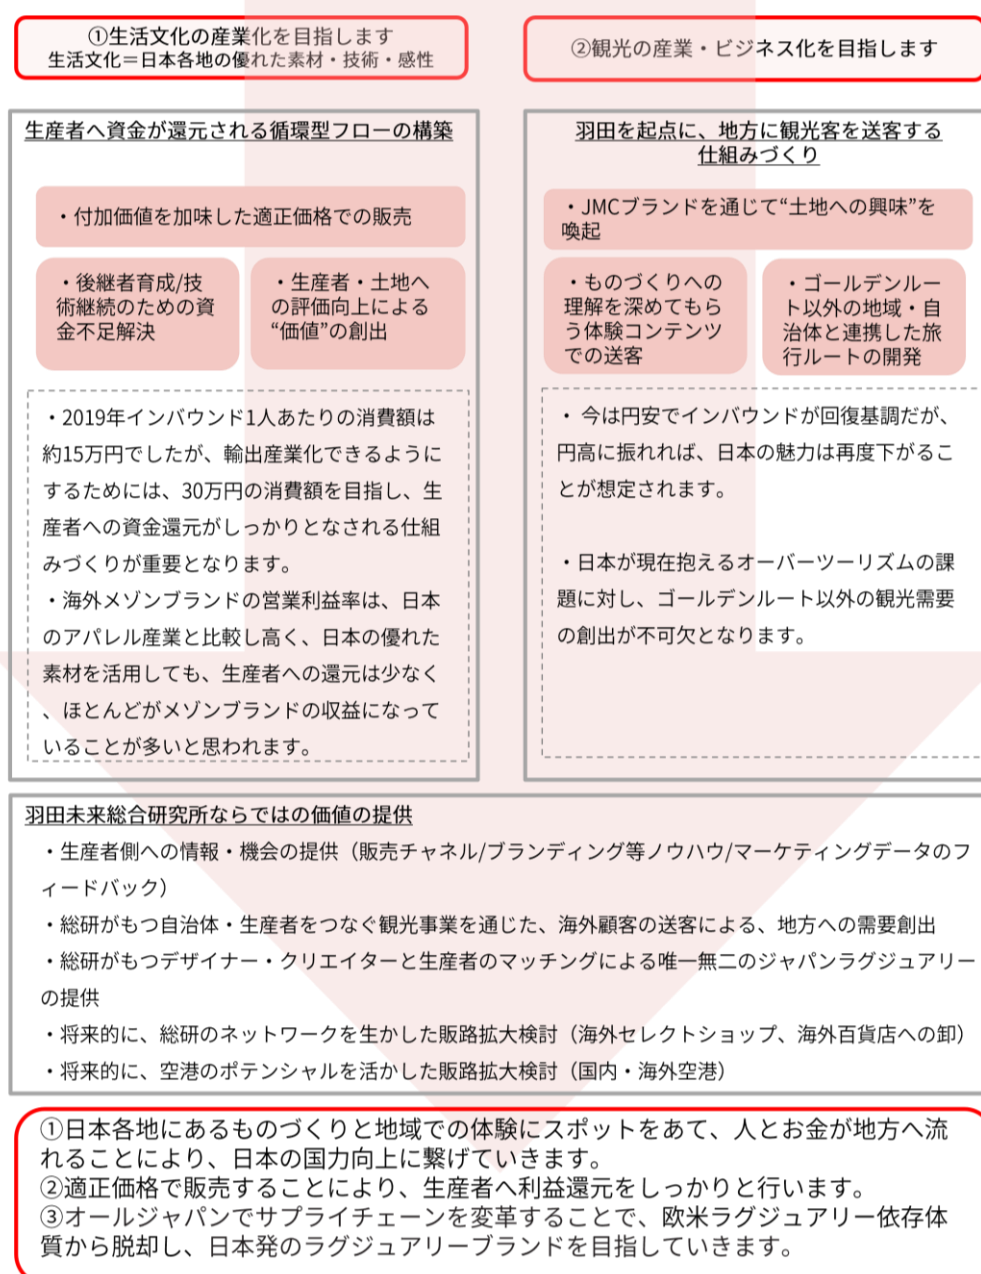 ①生活文化の産業化を目指します
生活文化＝日本各地の優れた素材・技術・感性
②観光の産業・ビジネス化を目指します
生産者へ資金が還元される循環型フローの構築
・付加価値を加味した適正価格での販売
・後継者育成/技
術継続のための資
金不足解決
・生産者・土地へ
の評価向上による
“価値”の創出
・2019年インバウンド1人あたりの消費額は
約15万円でしたが、輸出産業化できるように
するためには、30万円の消費額を目指し、生
産者への資金還元がしっかりとなされる仕組
みづくりが重要となります。
・海外メゾンブランドの営業利益率は、日本
のアパレル産業と比較し高く、日本の優れた
素材を活用しても、生産者への還元は少なく
、ほとんどがメゾンブランドの収益になって
いることが多いと思われます。
羽田を起点に、地方に観光客を送客する
仕組みづくり
・JMCブランドを通じて“土地への興味”を
喚起
・ものづくりへの
理解を深めてもら
う体験コンテンツ
での送客
・ゴールデンルー
ト以外の地域・自
治体と連携した旅
行ルートの開発
・ 今は円安でインバウンドが回復基調だが、
円高に振れれば、日本の魅力は再度下がるこ
とが想定されます。
・日本が現在抱えるオーバーツーリズムの課
題に対し、ゴールデンルート以外の観光需要
の創出が不可欠となります。
羽田未来総合研究所ならではの価値の提供
・生産者側への情報・機会の提供（販売チャネル/ブランディング等ノウハウ/マーケティングデータのフ
ィードバック）
・総研がもつ自治体・生産者をつなぐ観光事業を通じた、海外顧客の送客による、地方への需要創出
・総研がもつデザイナー・クリエイターと生産者のマッチングによる唯一無二のジャパンラグジュアリー
の提供
・将来的に、総研のネットワークを生かした販路拡大検討（海外セレクトショップ、海外百貨店への卸）
・将来的に、空港のポテンシャルを活かした販路拡大検討（国内・海外空港）
①日本各地にあるものづくりと地域での体験にスポットをあて、人とお金が地方へ流
れることにより、日本の国力向上に繋げていきます。
②適正価格で販売することにより、生産者へ利益還元をしっかりと行います。
③オールジャパンでサプライチェーンを変革することで、欧米ラグジュアリー依存体
質から脱却し、日本発のラグジュアリーブランドを目指していきます。